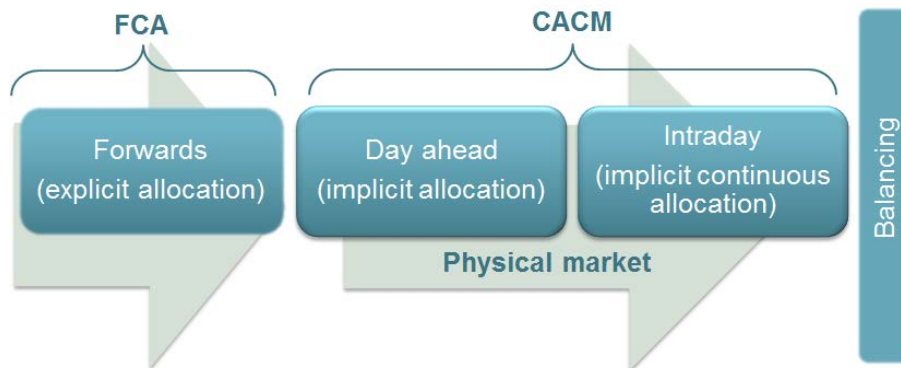 FCA
CACM
Forwards
(explicit allocation)
Day ahead
(implicit allocation)
Intraday
(implicit continuous
allocation)
Physical market
Balancing